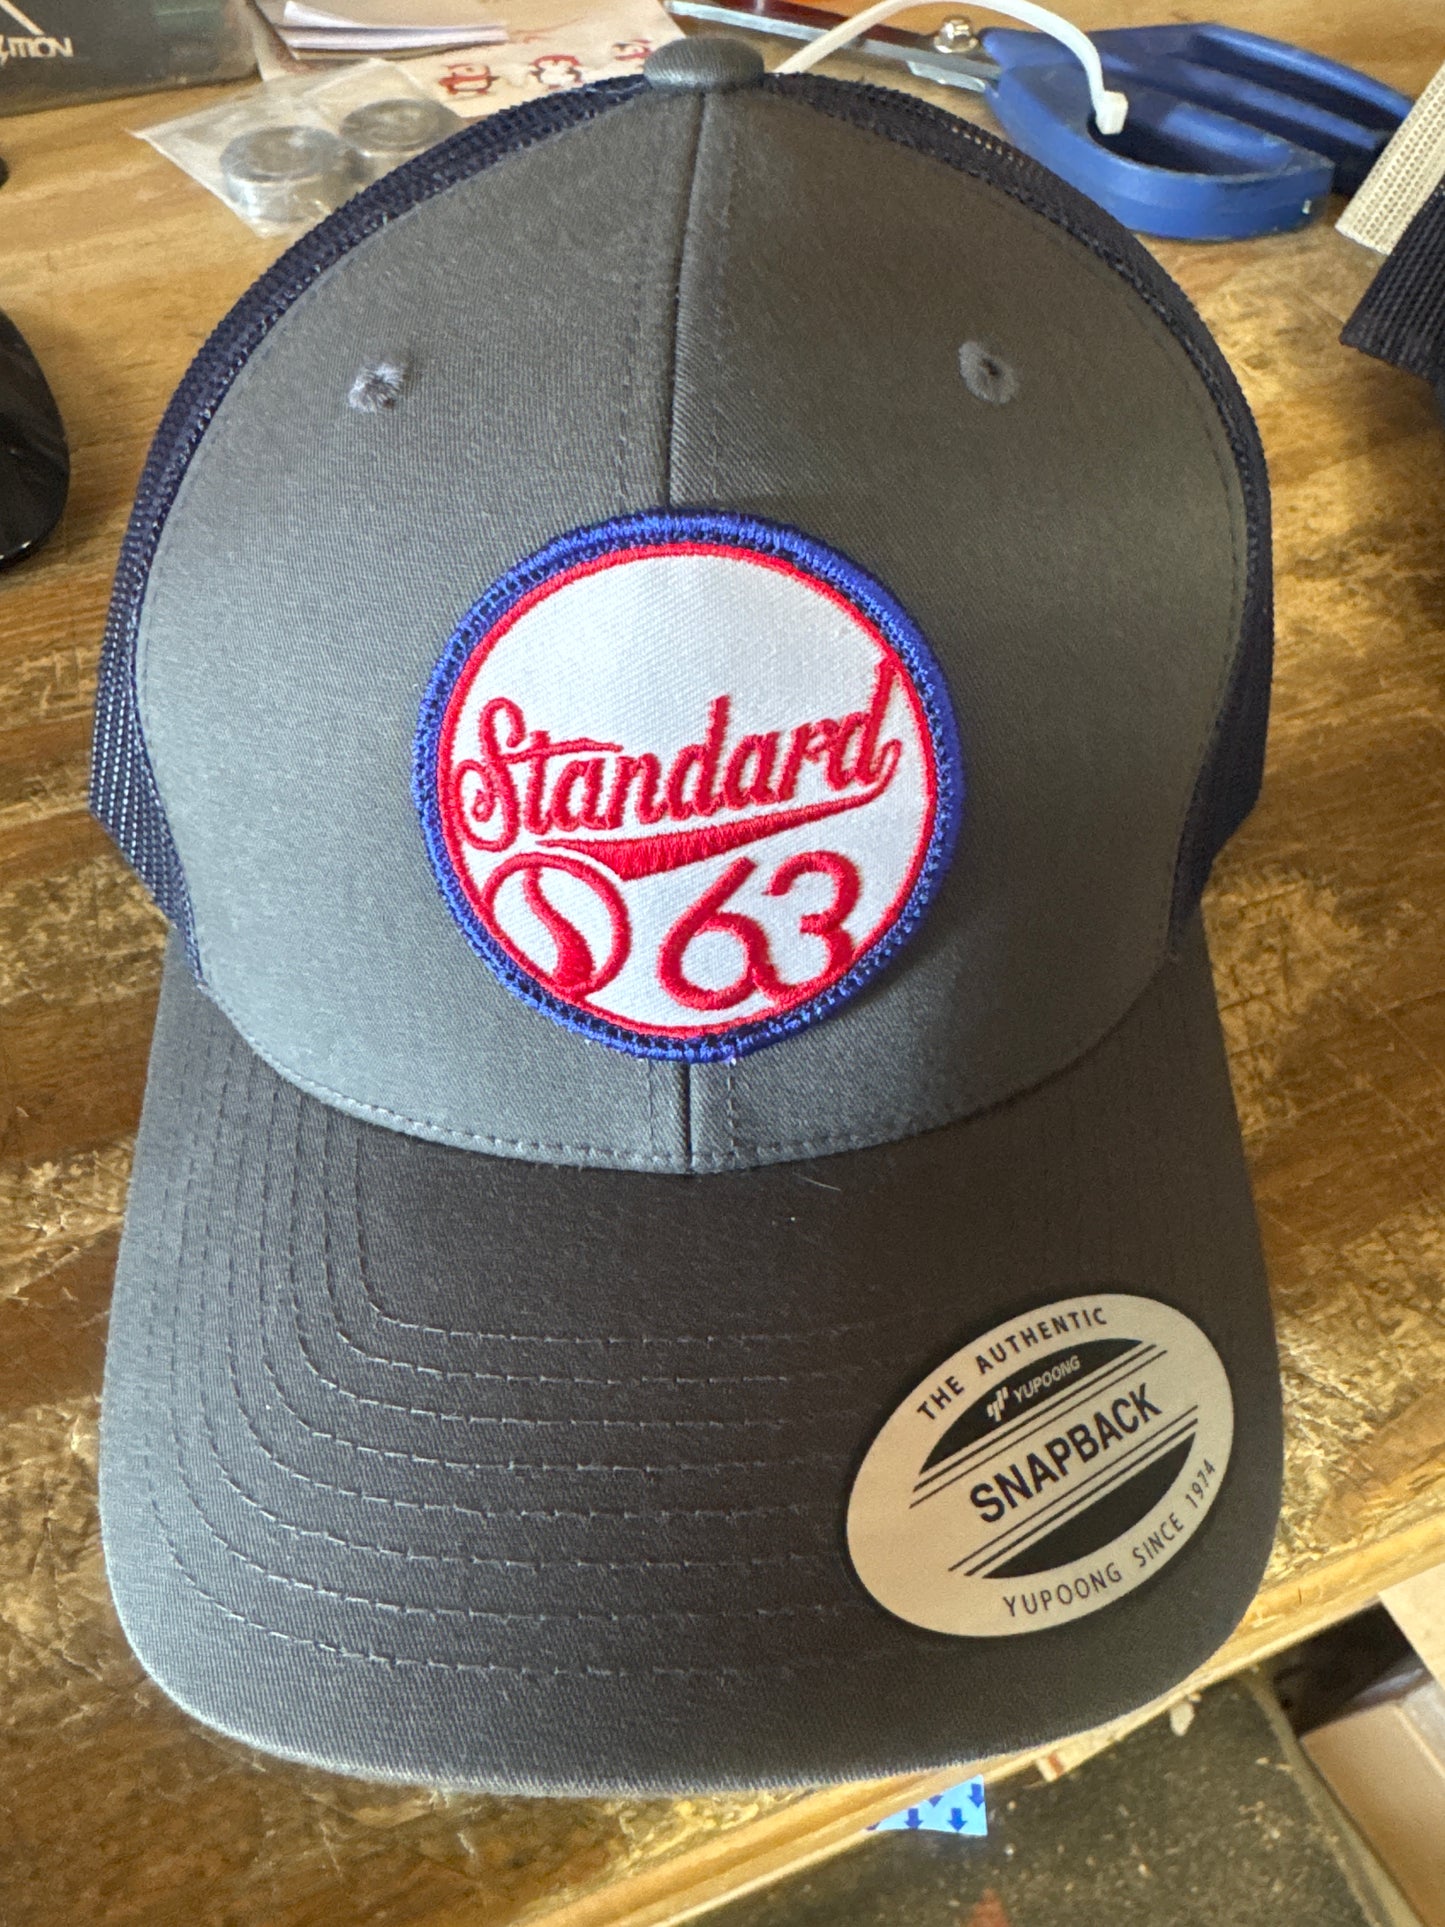 Standard
63
THE AUTHENTIC
YUPOONG
SNAPBACK
YUPOONG SINCE 1974